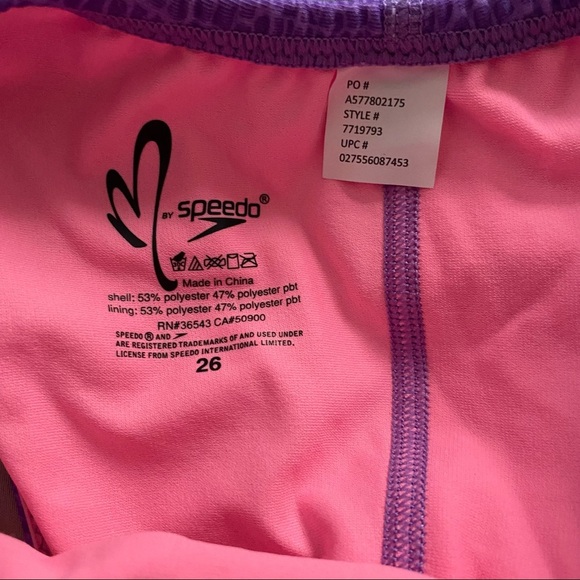 PO #
A577802175
STYLE #
7719793
UPC #
027556087453
M BY speedo®
Made in China
shell: 53% polyester 47% polyester pbt
lining: 53% polyester 47% polyester pbt
RN#36543 CA#50900
SPEEDO ® AND
ARE REGISTERED TRADEMARKS OF AND USED UNDER
LICENSE FROM SPEEDO INTERNATIONAL LIMITED.
26